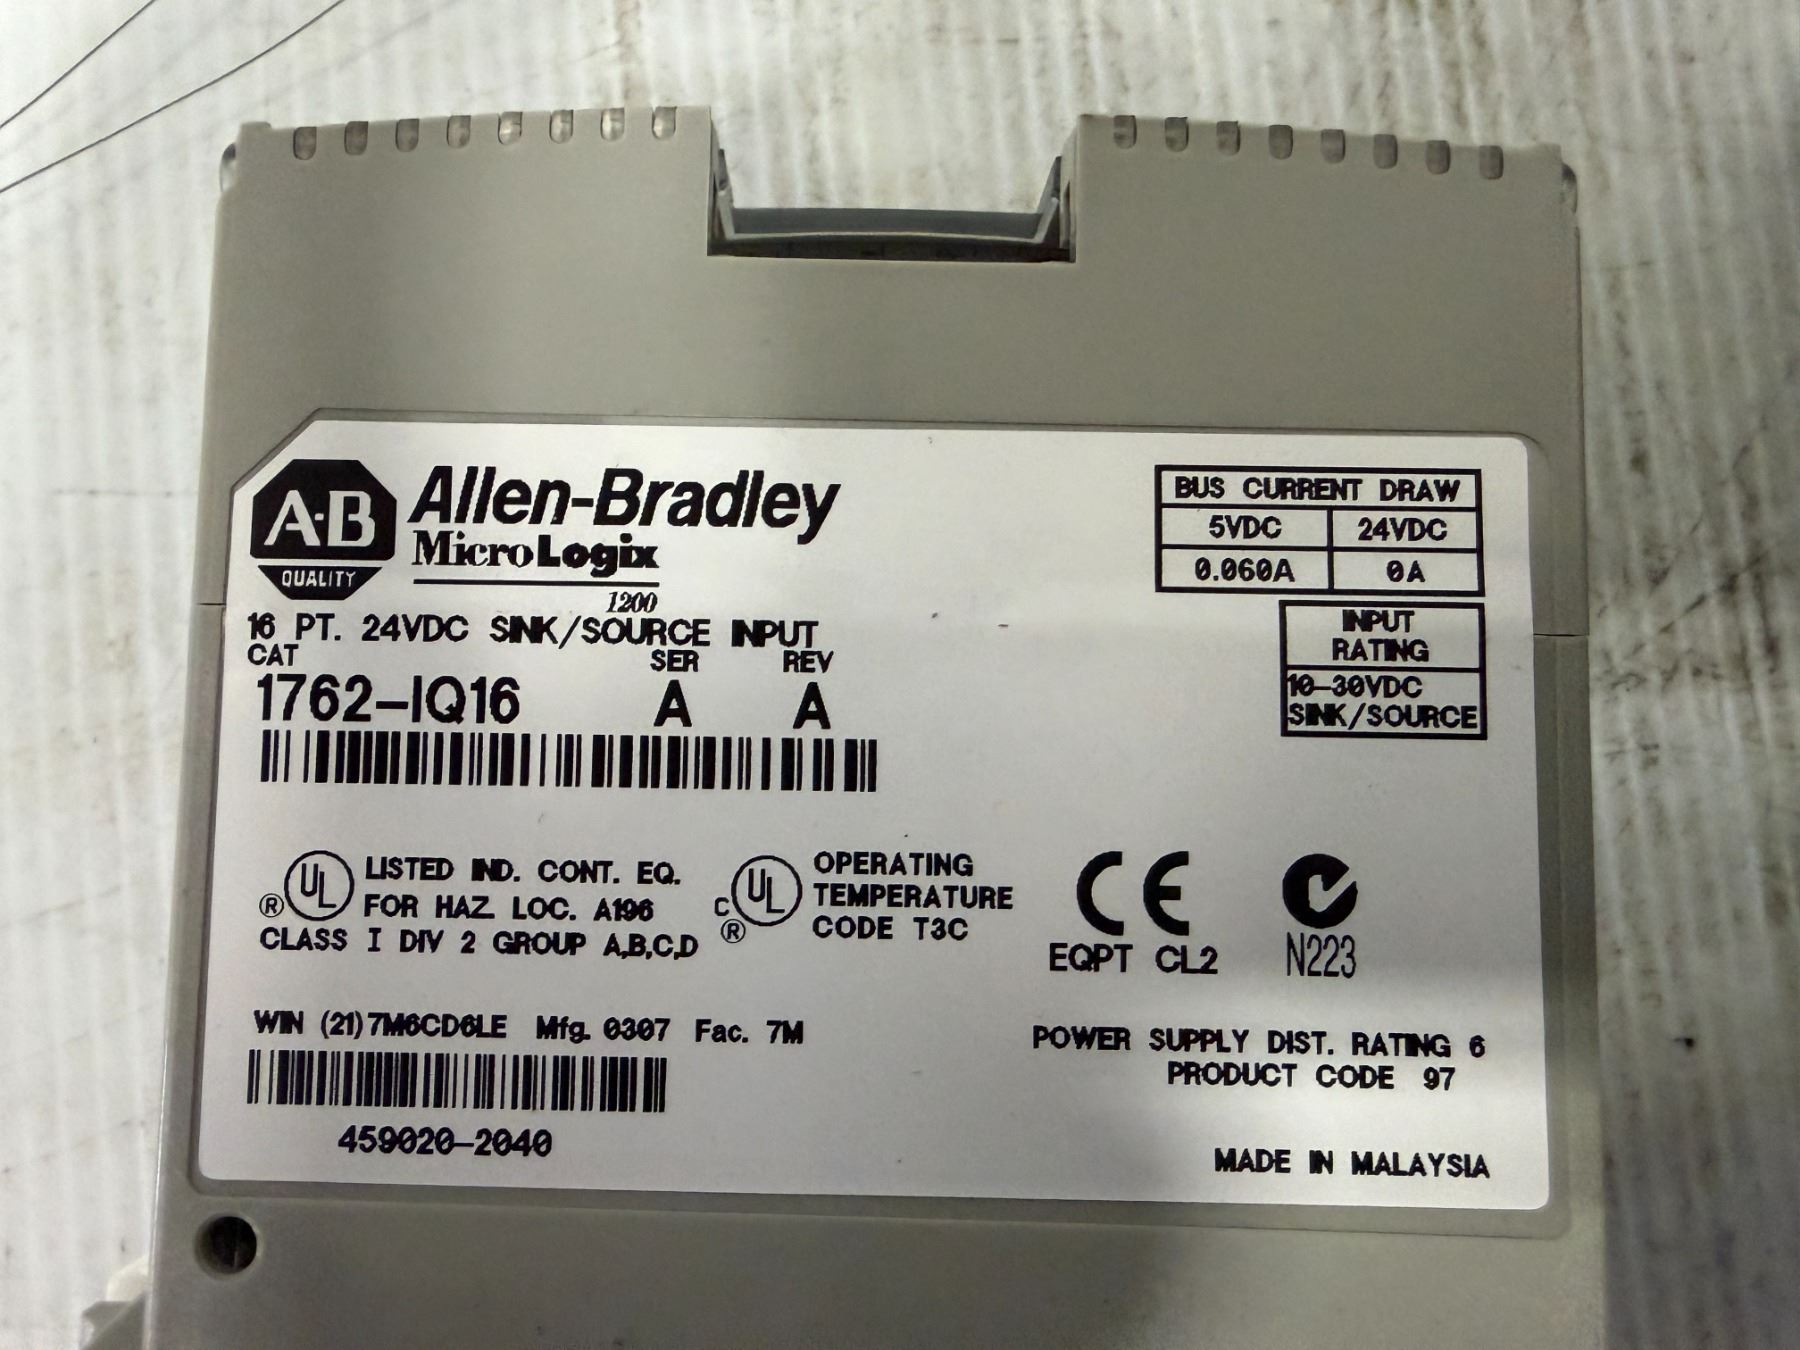 A-B
QUALITY
Allen-Bradley
MicroLogix
1200
16 PT. 24VDC SINK/SOURCE INPUT
CAT SER REV
1762-IQ16 A A
BUS CURRENT DRAW
5VDC 24VDC
0.060A 0A
INPUT
RATING
10-30VDC
SINK/SOURCE
UL LISTED IND. CONT. EQ.
® FOR HAZ LOC. A196
CLASS I DIV 2 GROUP A,B,C,D
C UL ®
OPERATING
TEMPERATURE
CODE T3C
CE
EQPT CL2
N223
WIN (21)7M6CD6LE Mfg. 0307 Fac. 7M
459020-2040
POWER SUPPLY DIST. RATING 6
PRODUCT CODE 97
MADE IN MALAYSIA